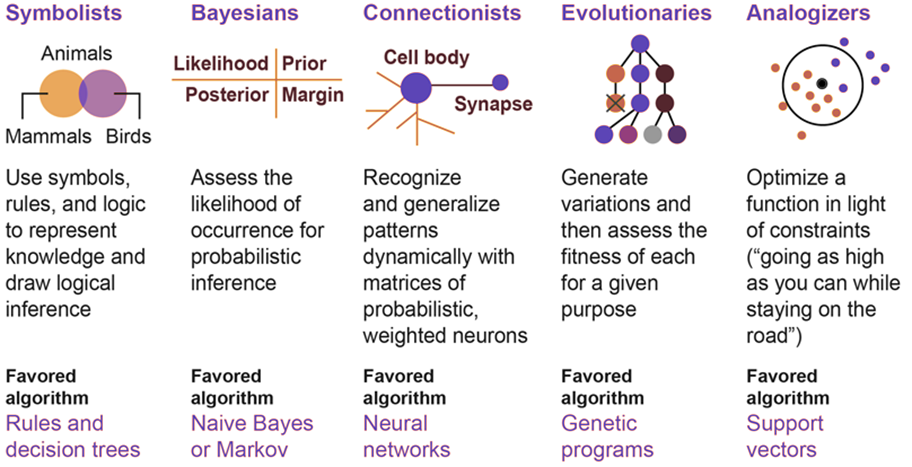 Symbolists
Animals
Mammals Birds
Use symbols,
rules, and logic
to represent
knowledge and
draw logical
inference
Favored
algorithm
Rules and
decision trees
Bayesians
Likelihood Prior
Posterior Margin
Assess the
likelihood of
occurrence for
probabilistic
inference
Favored
algorithm
Naive Bayes
or Markov
Connectionists
Cell body
Synapse
Recognize
and generalize
patterns
dynamically with
matrices of
probabilistic,
weighted neurons
Favored
algorithm
Neural
networks
Evolutionaries
Generate
variations and
then assess the
fitness of each
for a given
purpose
Favored
algorithm
Genetic
programs
Analogizers
Optimize a
function in light
of constraints
(“going as high
as you can while
staying on the
road”)
Favored
algorithm
Support
vectors